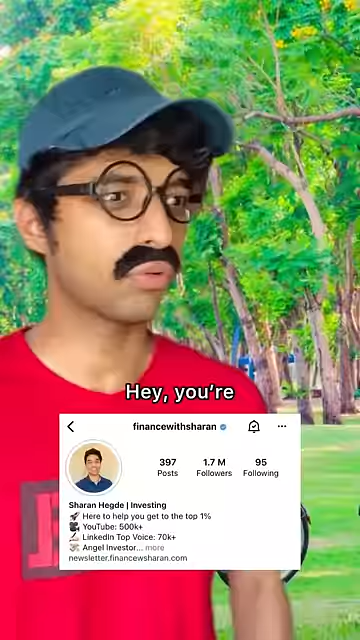 Hey, you're
financewithsharan
397
1.7 M
95
Posts
Followers
Following
Sharan Hegde | Investing
🚀 Here to help you get to the top 1%
🎥 YouTube: 500k+
💼 LinkedIn Top Voice: 70k+
💸 Angel Investor... more
newsletter.financewsharan.com